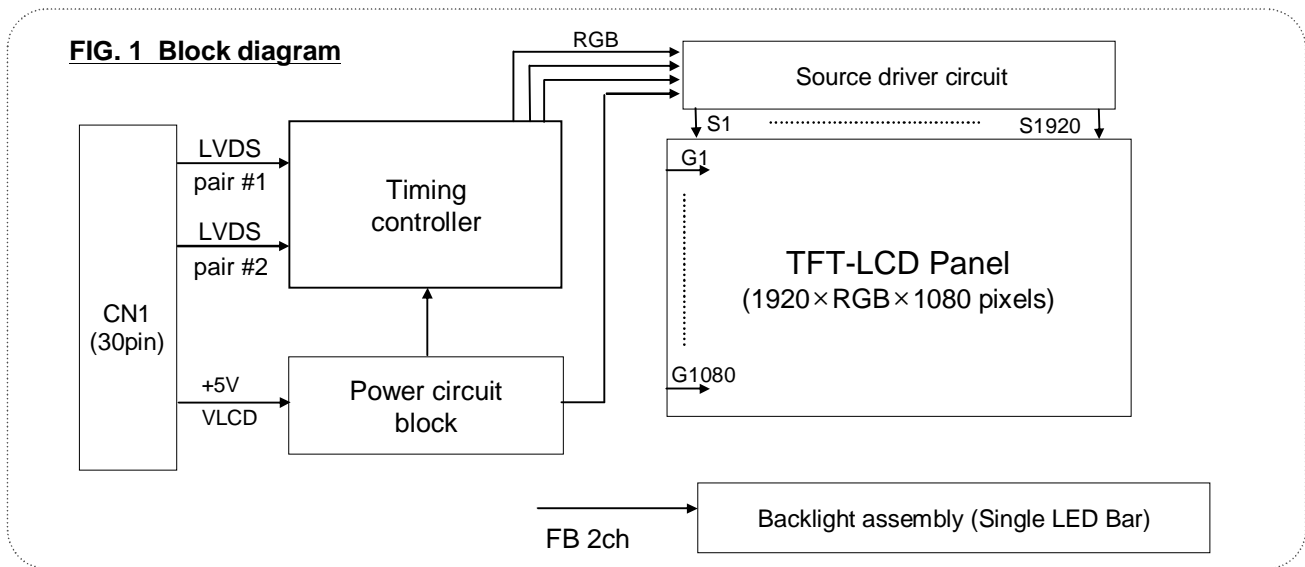 FIG. 1 Block diagram
RGB
Source driver circuit
S1
S1920
CN1
(30pin)
LVDS
pair #1
LVDS
pair #2
Timing
controller
G1
TFT-LCD Panel
(1920×RGB×1080 pixels)
G1080
+5V
VLCD
Power circuit
block
FB 2ch
Backlight assembly (Single LED Bar)